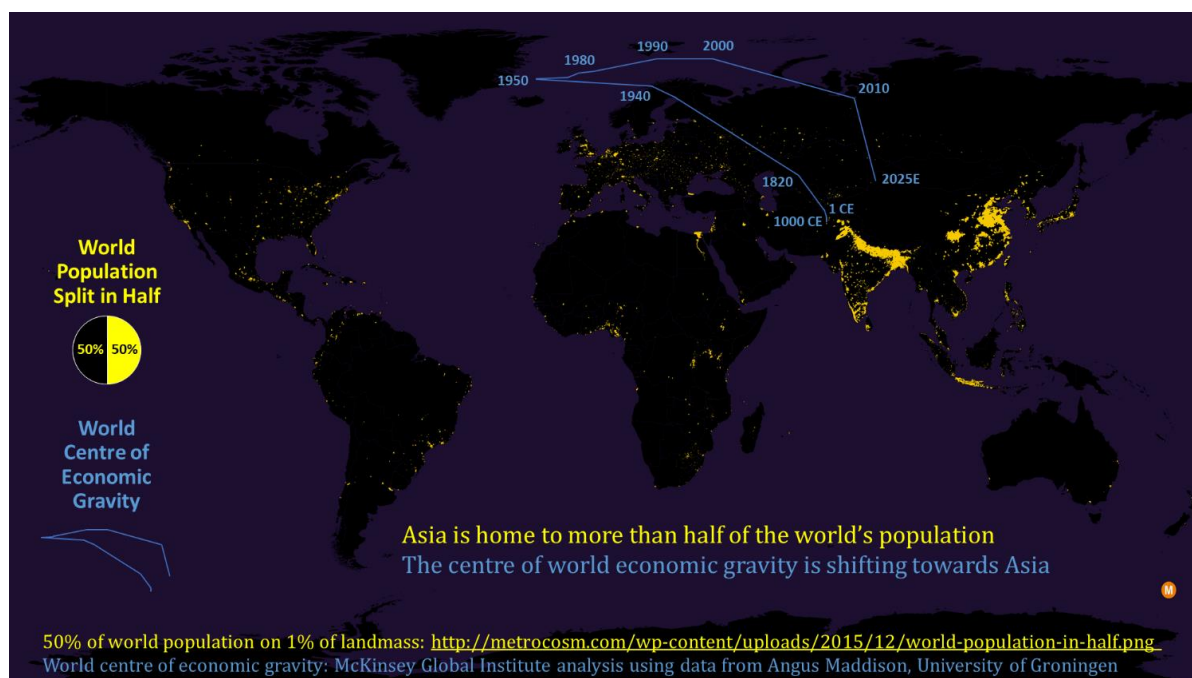 1990
2000
1980
1950
2010
1940
1820
2025E
1 CE
1000 CE
World
Population
Split in Half
50% 50%
World
Centre of
Economic
Gravity
Asia is home to more than half of the world's population
The centre of world economic gravity is shifting towards Asia
M
50% of world population on 1% of landmass: http://metrocosm.com/wp-content/uploads/2015/12/world-population-in-half.png
World centre of economic gravity: McKinsey Global Institute analysis using data from Angus Maddison, University of Groningen